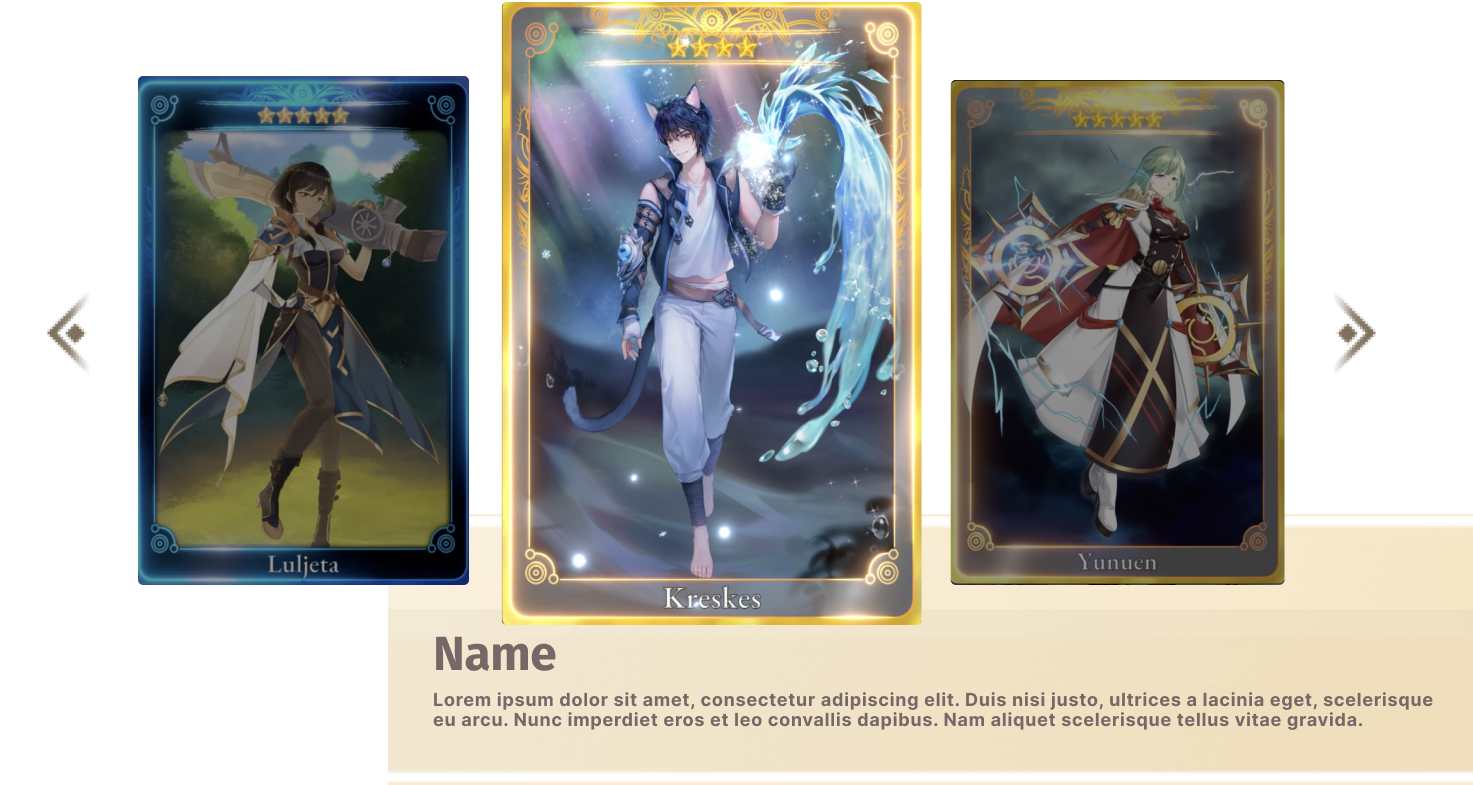 Luljeta
Kreskes
Yunuen
Name
Lorem ipsum dolor sit amet, consectetur adipiscing elit. Duis nisi justo, ultrices a lacinia eget, scelerisque
eu arcu. Nunc imperdiet eros et leo convallis dapibus. Nam aliquet scelerisque tellus vitae gravida.